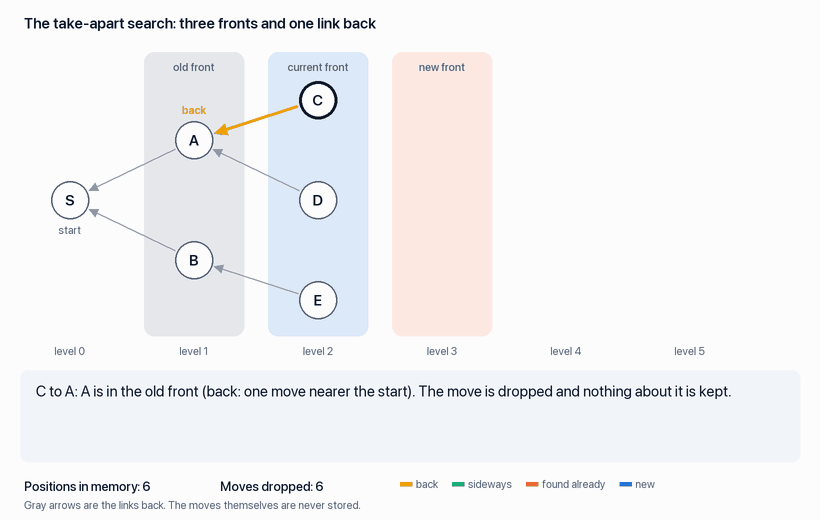 The take-apart search: three fronts and one link back
old front
current front
new front
C
back
A
S
D
start
B
E
level 0
level 1
level 2
level 3
level 4
level 5
C to A: A is in the old front (back: one move nearer the start). The move is dropped and nothing about it is kept.
Positions in memory: 6
Moves dropped: 6
back
sideways
found already
new
Gray arrows are the links back. The moves themselves are never stored.